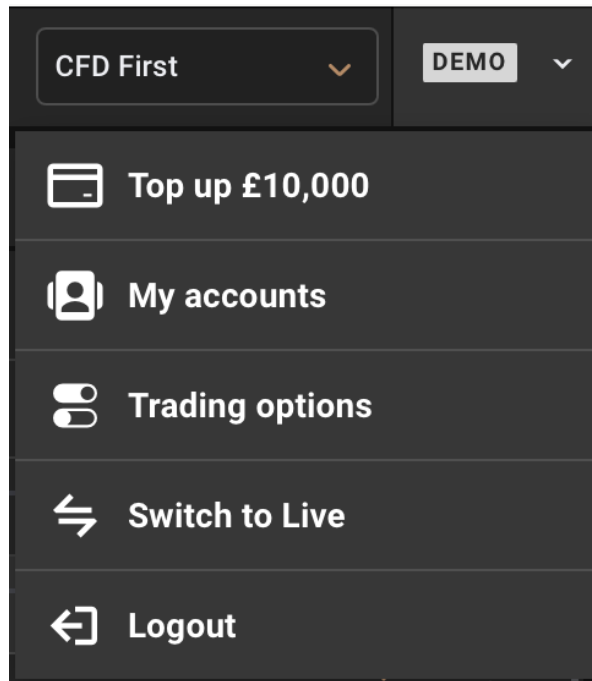 CFD First
DEMO
Top up £10,000
My accounts
Trading options
Switch to Live
Logout